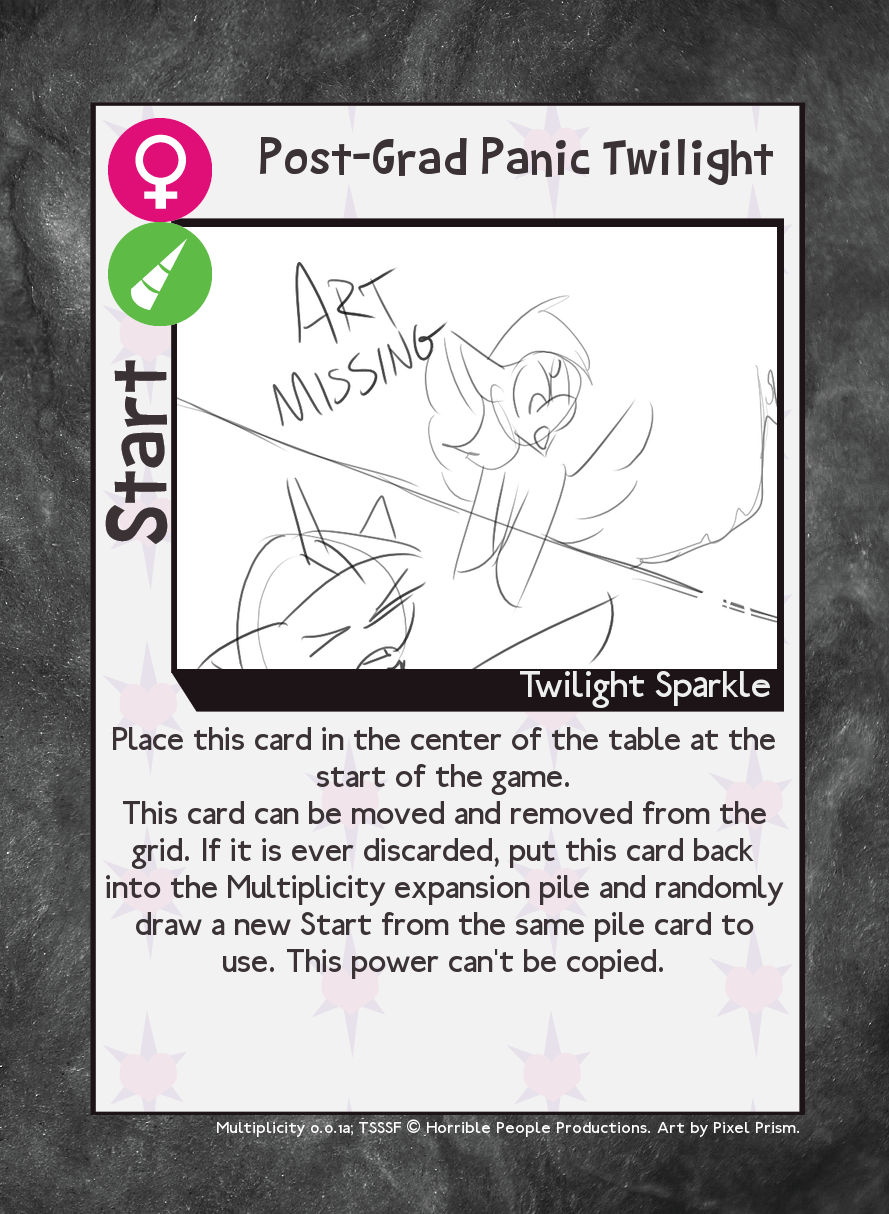 Post-Grad Panic Twilight
Start
ART
MISSING
Twilight Sparkle
Place this card in the center of the table at the
start of the game.
This card can be moved and removed from the
grid. If it is ever discarded, put this card back
into the Multiplicity expansion pile and randomly
draw a new Start from the same pile card to
use. This power can't be copied.
Multiplicity 0.0.1a; TSSSF © Horrible People Productions. Art by Pixel Prism.